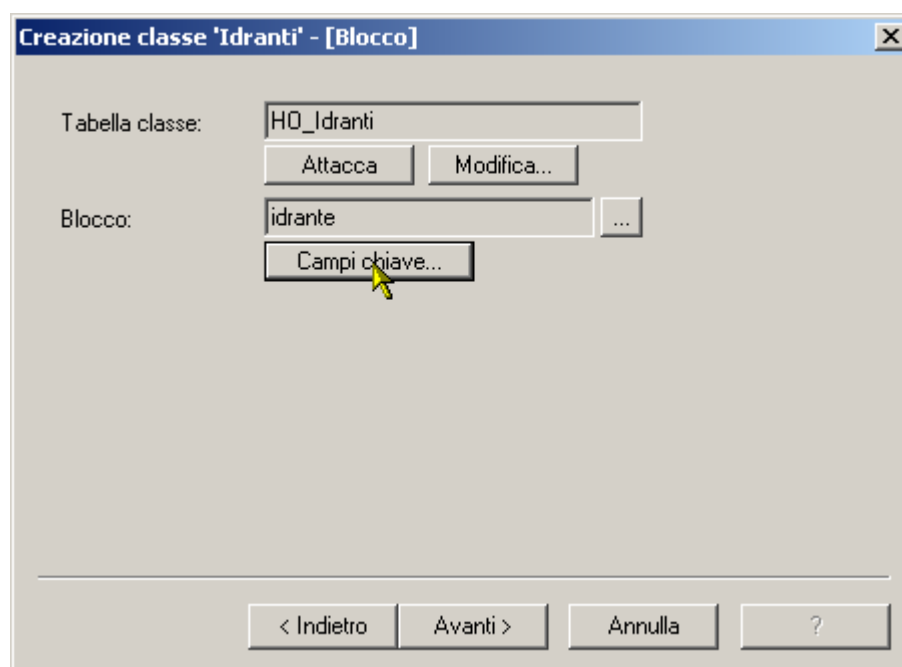 Creazione classe 'Idranti' - [Blocco]
Tabella classe: HO_Idranti
Attacca Modifica...
Blocco: idrante ...
Campi chiave...
< Indietro Avanti > Annulla ?